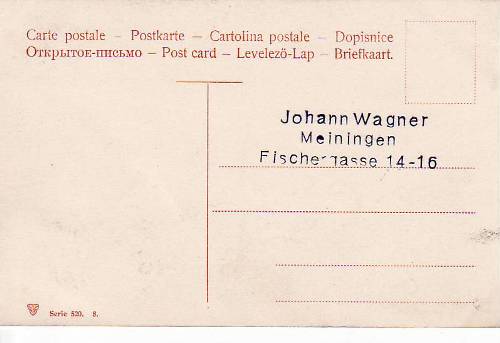 Carte postale – Postkarte – Cartolina postale – Dopisnice
Открытое-письмо – Post card – Levelező-Lap – Briefkaart.
Johann Wagner
Meiningen
Fischergasse 14-16
Serie 520. 8.